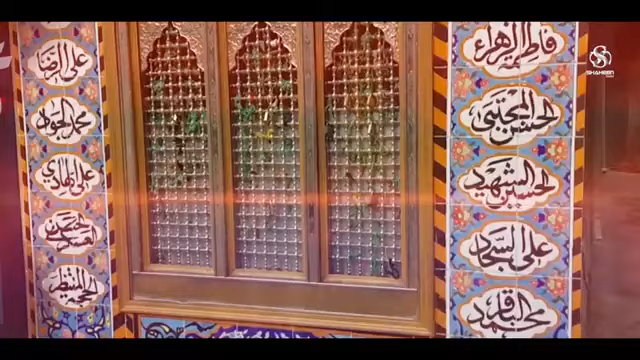 فاطمة الزهراء
الحسن المجتبى
الحسين الشهيد
علي السجاد
محمد الباقر
علي الرضا
محمد الجواد
علي الهادي
الحسن العسكري
الحجة المنتظر
SHAHEEN